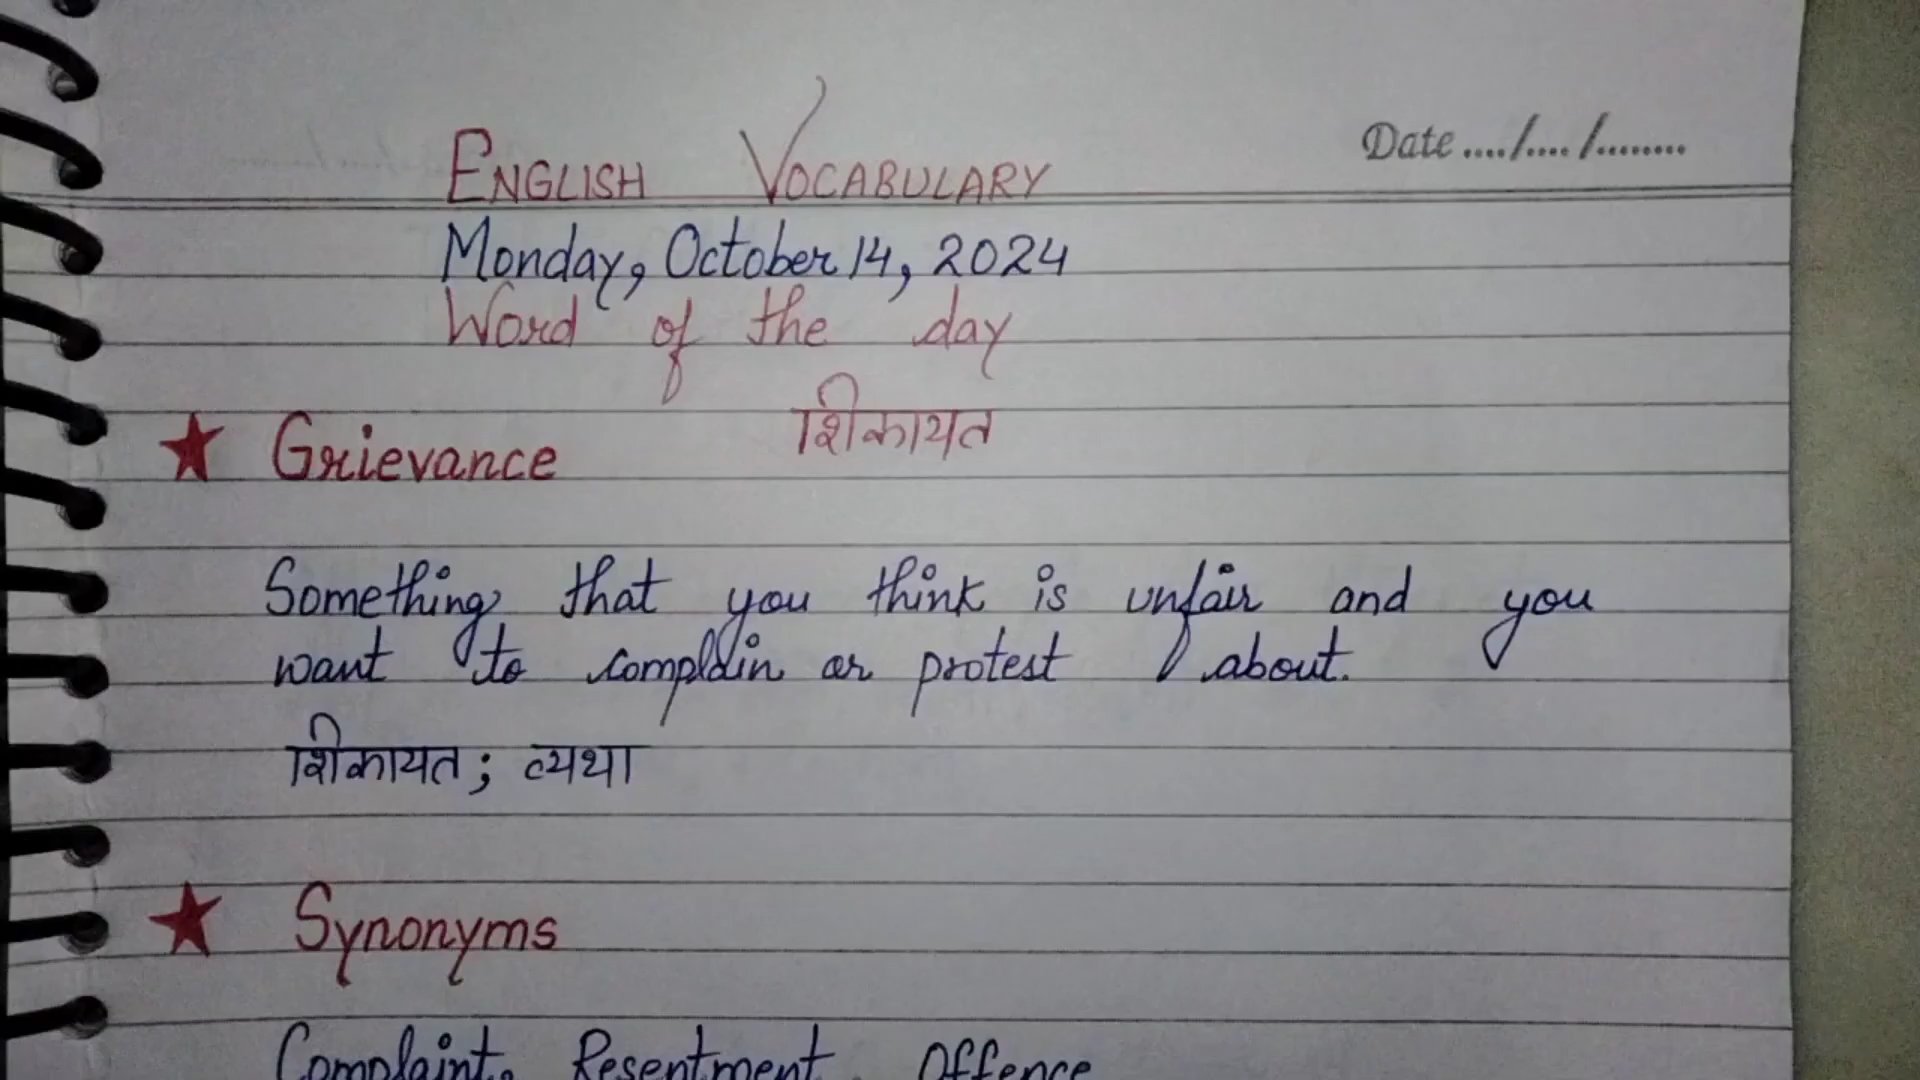 Date ..../..../.........
ENGLISH VOCABULARY
Monday, October 14, 2024
Word of the day
शिकायत
★ Grievance
Something that you think is unfair and you
want to complain or protest about.
शिकायत ; व्यथा
★ Synonyms
Complaint, Resentment, Offence